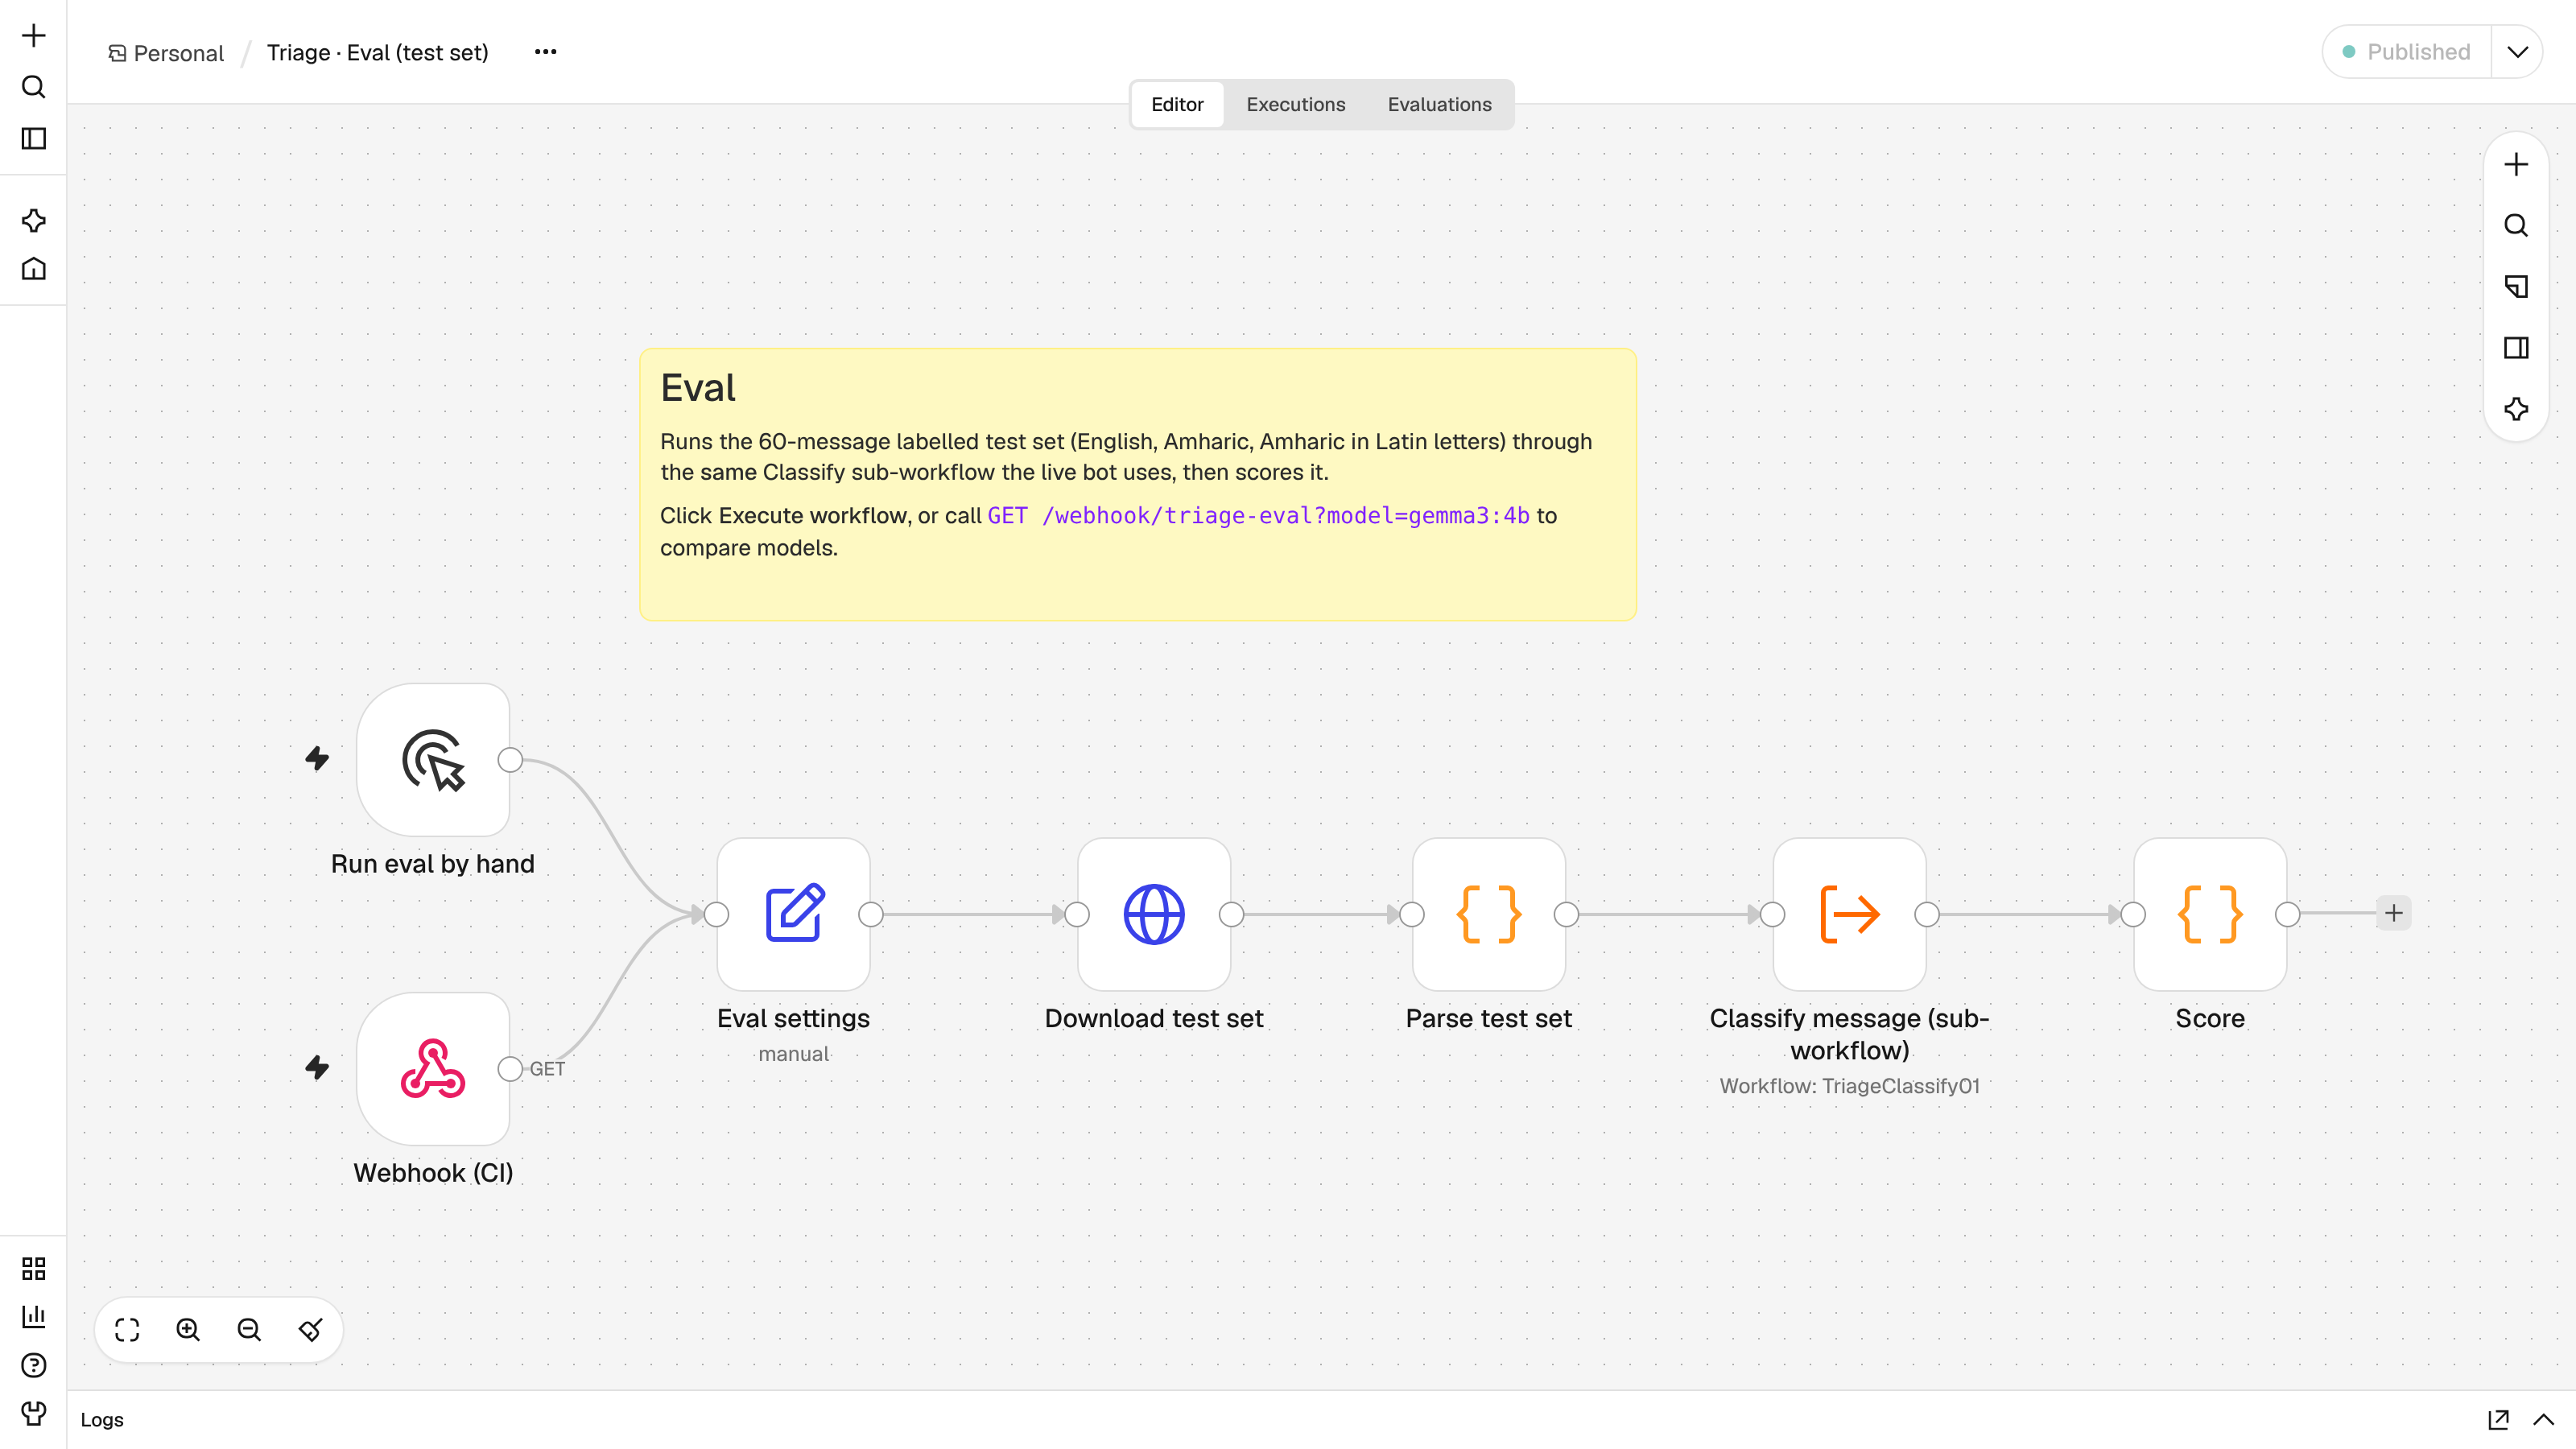 Personal / Triage · Eval (test set)
Published
Editor
Executions
Evaluations
Eval
Runs the 60-message labelled test set (English, Amharic, Amharic in Latin letters) through
the same Classify sub-workflow the live bot uses, then scores it.
Click Execute workflow, or call GET /webhook/triage-eval?model=gemma3:4b to
compare models.
Run eval by hand
GET
Webhook (CI)
Eval settings
manual
Download test set
Parse test set
Classify message (sub-
workflow)
Workflow: TriageClassify01
Score
Logs